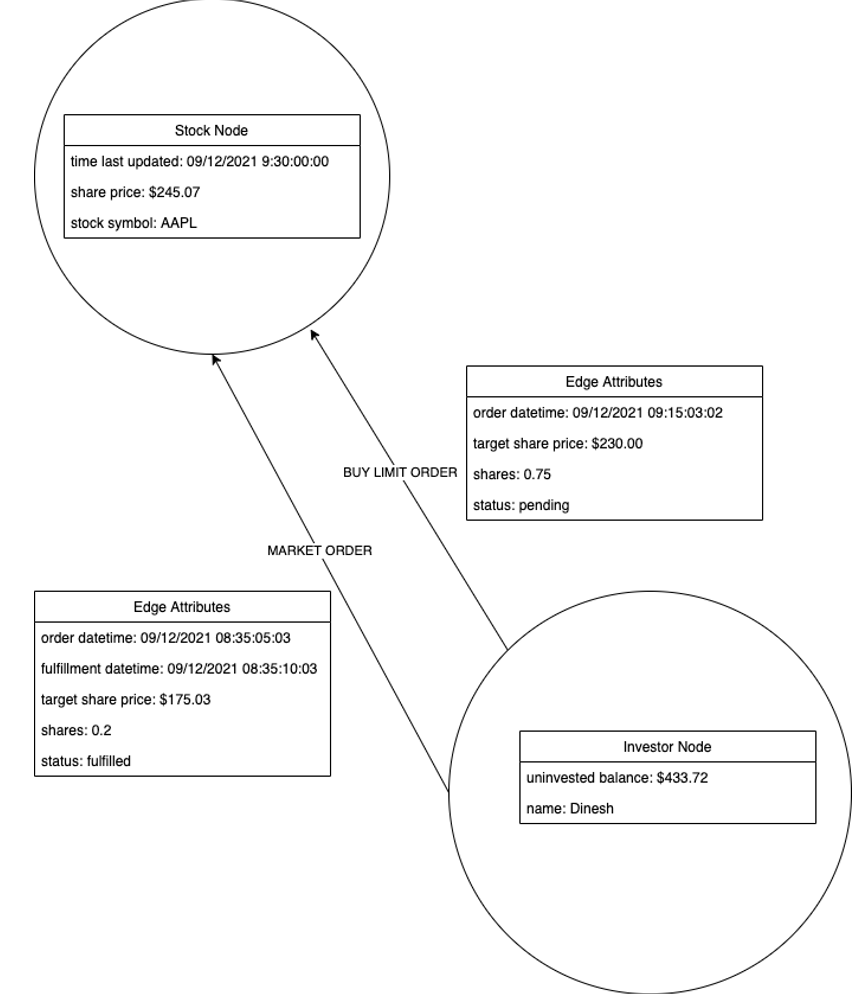 Stock Node
time last updated: 09/12/2021 9:30:00:00
share price: $245.07
stock symbol: AAPL
Edge Attributes
order datetime: 09/12/2021 09:15:03:02
target share price: $230.00
shares: 0.75
status: pending
BUY LIMIT ORDER
MARKET ORDER
Edge Attributes
order datetime: 09/12/2021 08:35:05:03
fulfillment datetime: 09/12/2021 08:35:10:03
target share price: $175.03
shares: 0.2
status: fulfilled
Investor Node
uninvested balance: $433.72
name: Dinesh